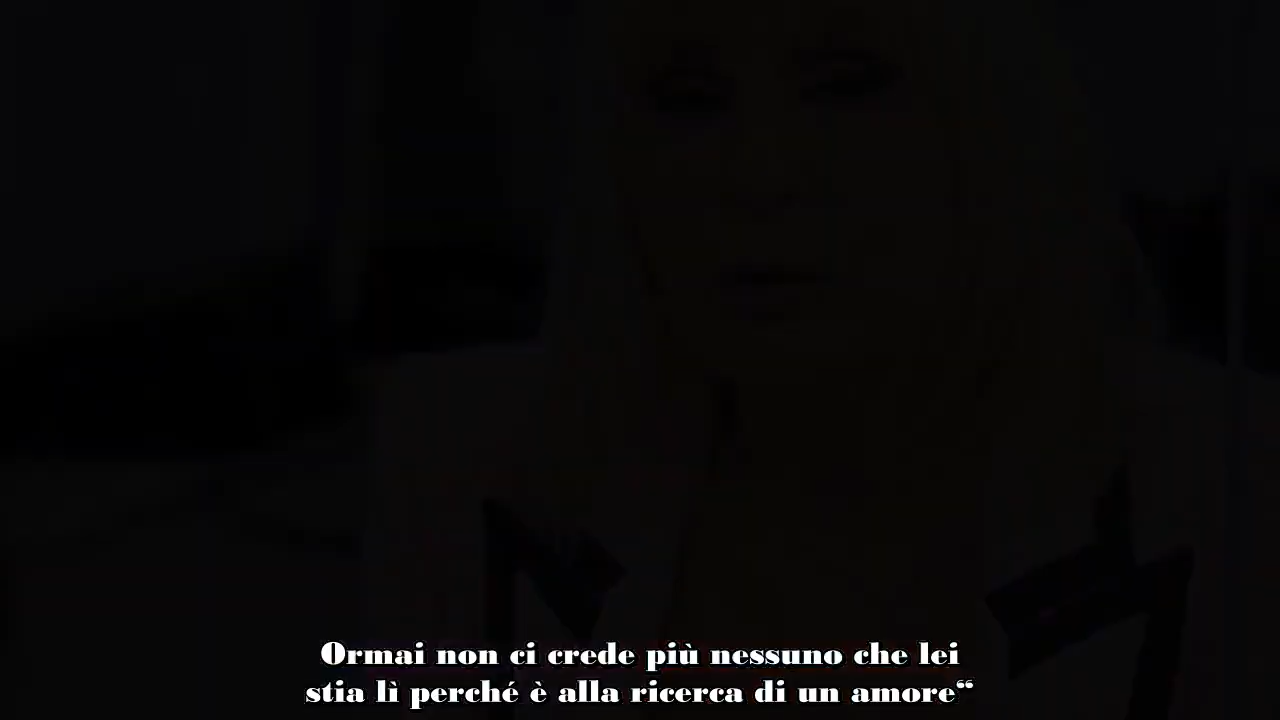 Ormai non ci crede più nessuno che lei
stia lì perché è alla ricerca di un amore“